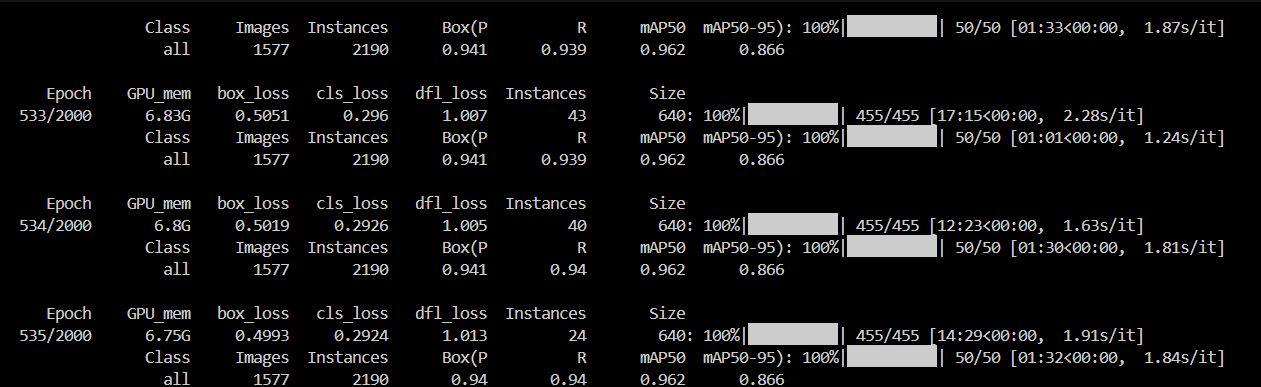 Class Images Instances Box(P R mAP50 mAP50-95): 100%|██████████| 50/50 [01:33<00:00, 1.87s/it]
all 1577 2190 0.941 0.939 0.962 0.866
Epoch GPU_mem box_loss cls_loss dfl_loss Instances Size
533/2000 6.83G 0.5051 0.296 1.007 43 640: 100%|██████████| 455/455 [17:15<00:00, 2.28s/it]
Class Images Instances Box(P R mAP50 mAP50-95): 100%|██████████| 50/50 [01:01<00:00, 1.24s/it]
all 1577 2190 0.941 0.939 0.962 0.866
Epoch GPU_mem box_loss cls_loss dfl_loss Instances Size
534/2000 6.8G 0.5019 0.2926 1.005 40 640: 100%|██████████| 455/455 [12:23<00:00, 1.63s/it]
Class Images Instances Box(P R mAP50 mAP50-95): 100%|██████████| 50/50 [01:30<00:00, 1.81s/it]
all 1577 2190 0.941 0.94 0.962 0.866
Epoch GPU_mem box_loss cls_loss dfl_loss Instances Size
535/2000 6.75G 0.4993 0.2924 1.013 24 640: 100%|██████████| 455/455 [14:29<00:00, 1.91s/it]
Class Images Instances Box(P R mAP50 mAP50-95): 100%|██████████| 50/50 [01:32<00:00, 1.84s/it]
all 1577 2190 0.94 0.94 0.962 0.866